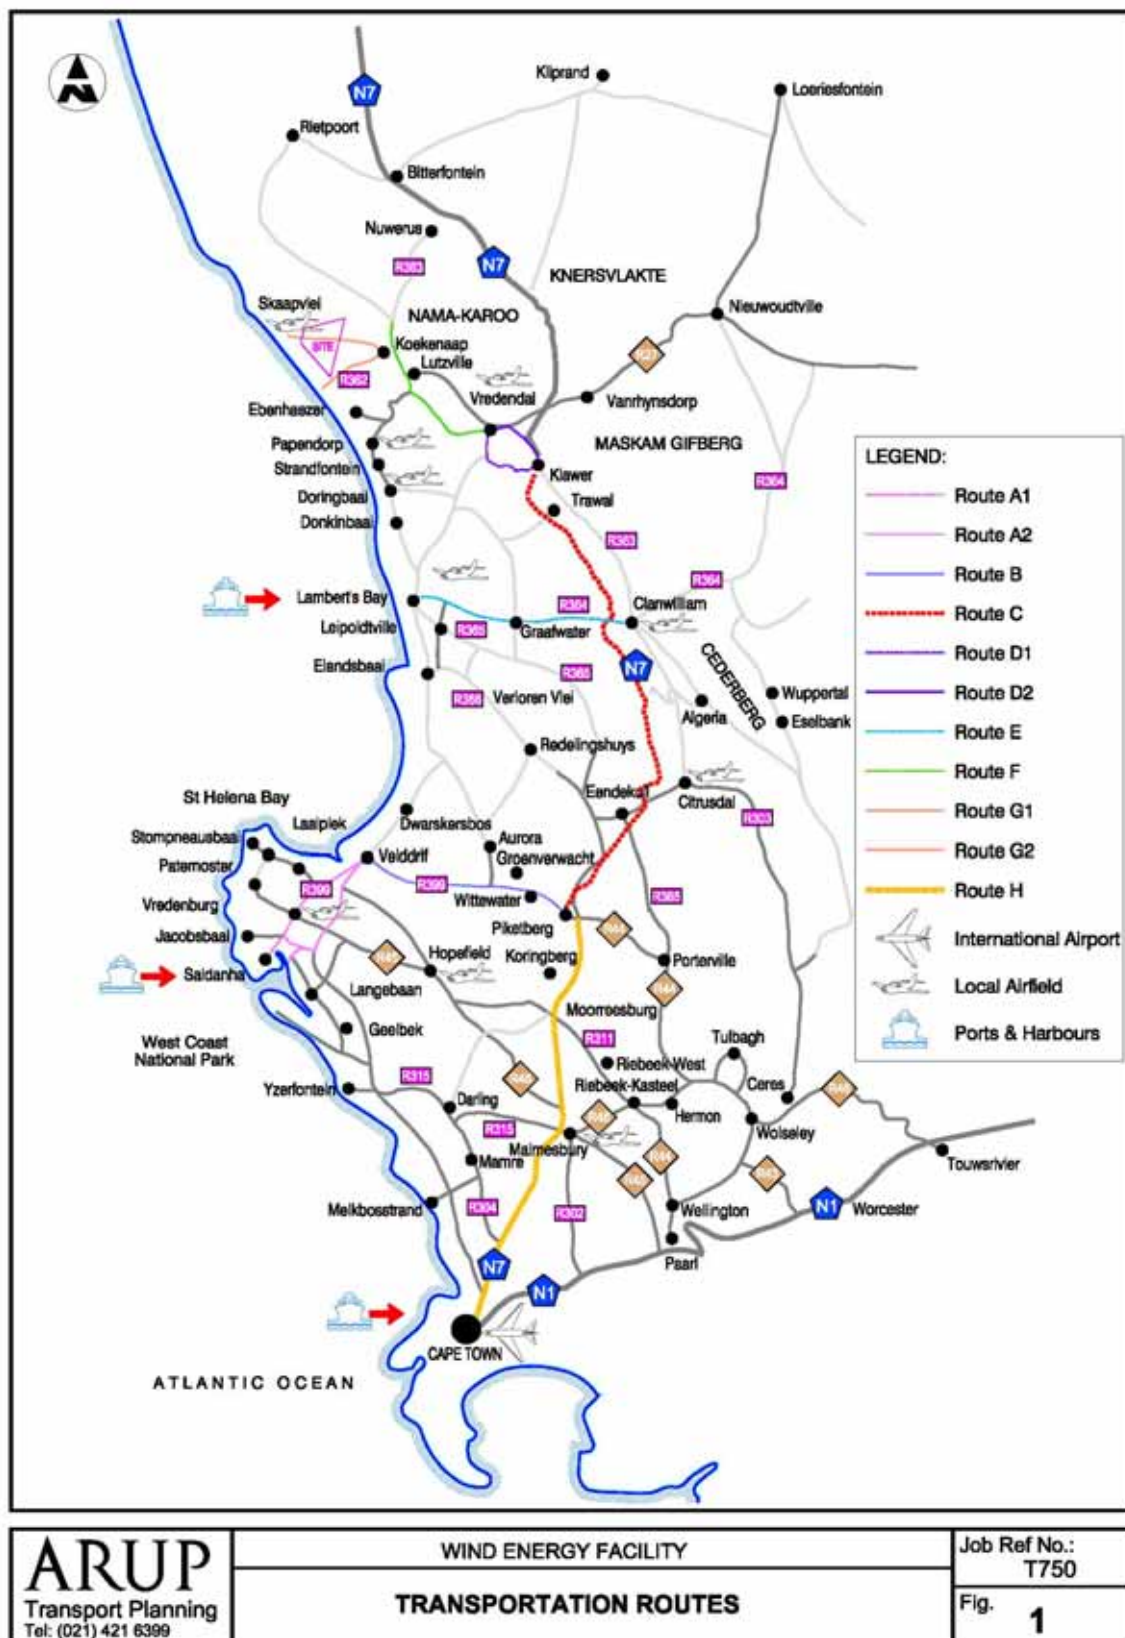 N7
Kliprand
Loeriesfontein
Rietpoort
Bitterfontein
Nuwerus
R363
N7
KNERSVLAKTE
Skaapvlei
NAMA-KAROO
Nieuwoudtville
SITE
Koekenaap
Lutzville
R27
R362
Vredendal
Vanrhynsdorp
Ebenhaezer
Papendorp
MASKAM GIFBERG
Strandfontein
Klawer
Doringbaai
Trawal
R364
Donkinbaai
R363
R364
Lambert's Bay
R364
Clanwilliam
Leipoldtville
R365
Graafwater
Elandsbaai
R365
N7
CEDERBERG
R366
Verloren Vlei
Wuppertal
Algeria
Eselbank
Redelingshuys
St Helena Bay
Eendekuil
Citrusdal
Laaiplek
Dwarskersbos
R303
Stompneausbaai
Aurora
Paternoster
Velddrif
Groenverwacht
R399
R399
Wittewater
R365
Vredenburg
Piketberg
R44
Jacobsbaai
R45
Hopefield
Koringberg
Porterville
Saldanha
Langebaan
R44
Moorreesburg
Geelbek
Tulbagh
West Coast
National Park
R311
Riebeek-West
R45
Riebeek-Kasteel
Ceres
R46
Yzerfontein
R315
Darling
Hermon
R315
Malmesbury
Wolseley
Mamre
R44
Touwsrivier
R43
Melkbosstrand
R304
R302
Wellington
N1
Worcester
Paarl
N7
N1
CAPE TOWN
ATLANTIC OCEAN
LEGEND:
Route A1
Route A2
Route B
Route C
Route D1
Route D2
Route E
Route F
Route G1
Route G2
Route H
International Airport
Local Airfield
Ports & Harbours
ARUP
Transport Planning
Tel: (021) 421 6399
WIND ENERGY FACILITY
TRANSPORTATION ROUTES
Job Ref No.:
T750
Fig.
1